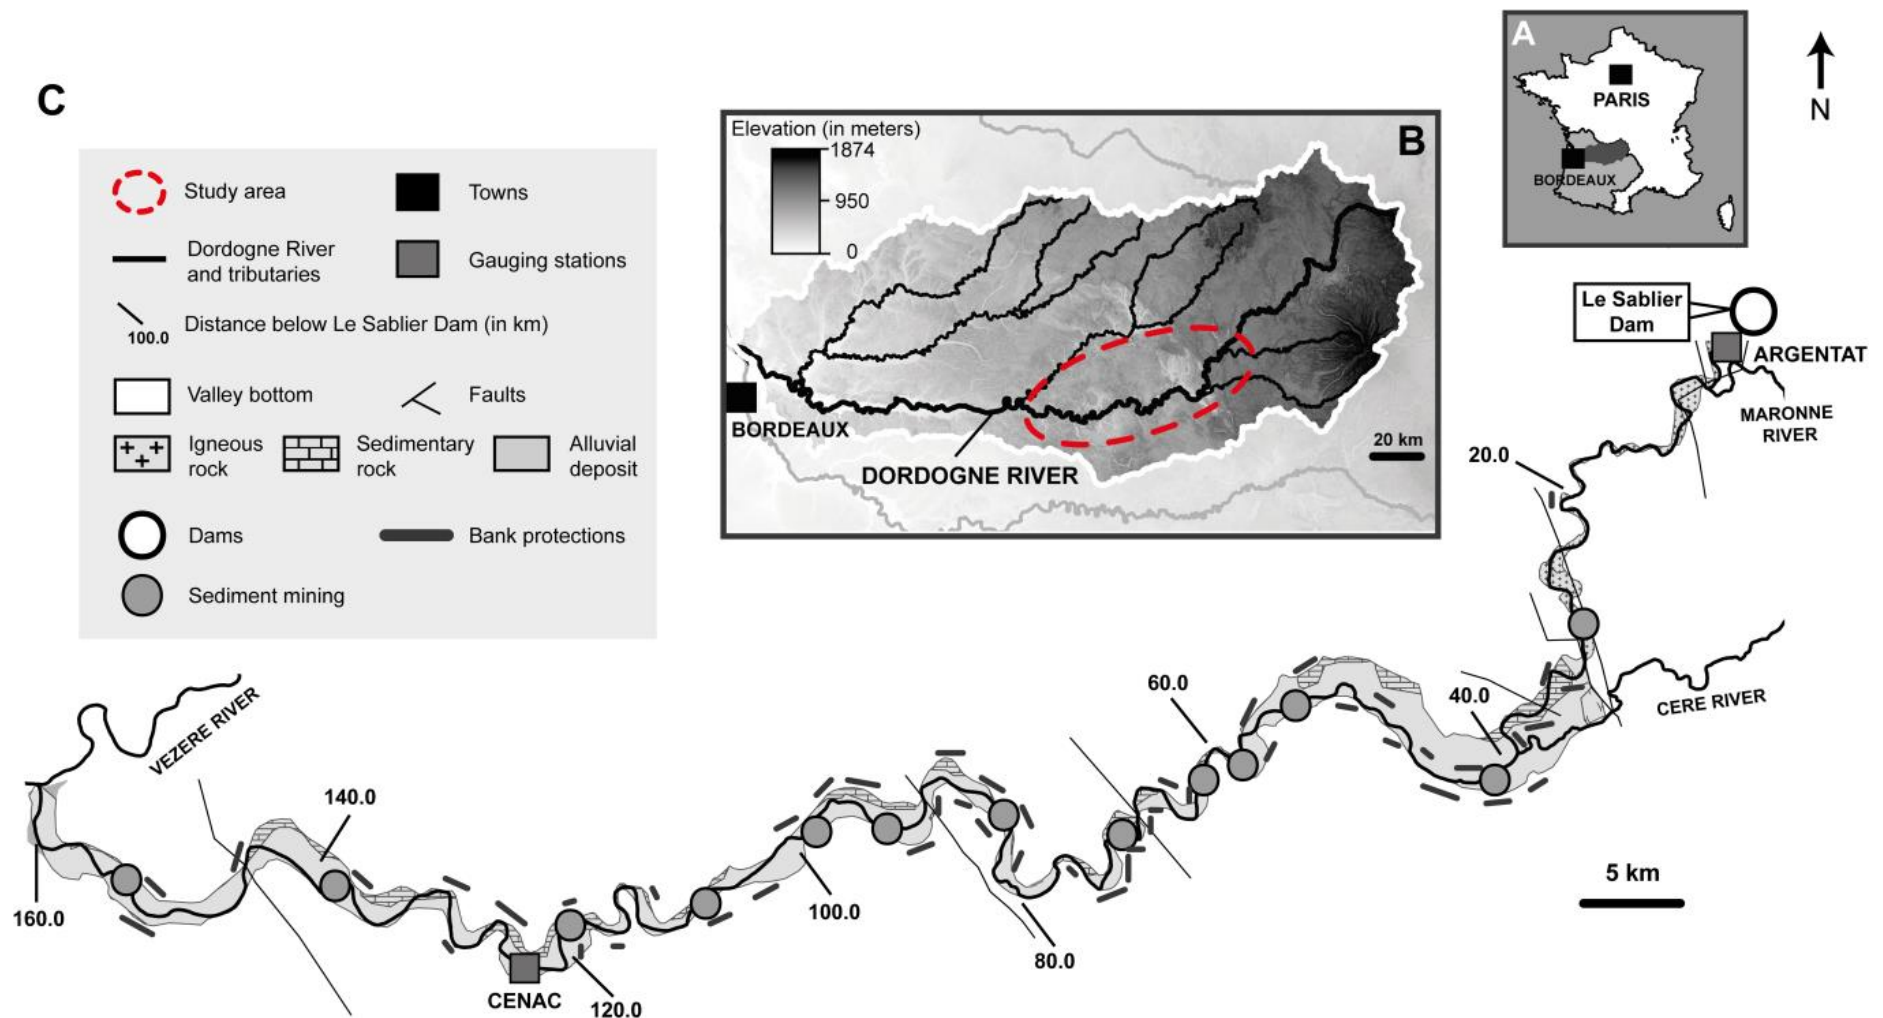 C
Study area
Towns
Dordogne River
and tributaries
Gauging stations
100.0
Distance below Le Sablier Dam (in km)
Valley bottom
Faults
Igneous
rock
Sedimentary
rock
Alluvial
deposit
Dams
Bank protections
Sediment mining
B
Elevation (in meters)
1874
950
0
BORDEAUX
DORDOGNE RIVER
20 km
A
PARIS
BORDEAUX
N
Le Sablier
Dam
ARGENTAT
MARONNE
RIVER
20.0
CERE RIVER
40.0
60.0
80.0
100.0
120.0
CENAC
140.0
160.0
VEZERE RIVER
5 km